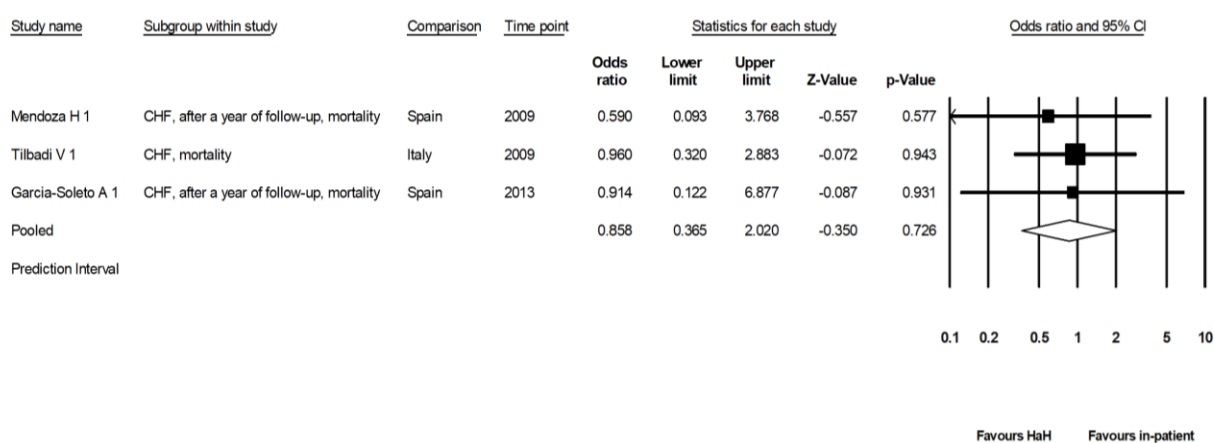 Study name Subgroup within study Comparison Time point Statistics for each study Odds ratio and 95% CI
Odds ratio Lower limit Upper limit Z-Value p-Value
Mendoza H 1 CHF, after a year of follow-up, mortality Spain 2009 0.590 0.093 3.768 -0.557 0.577
Tilbadi V 1 CHF, mortality Italy 2009 0.960 0.320 2.883 -0.072 0.943
Garcia-Soleto A 1 CHF, after a year of follow-up, mortality Spain 2013 0.914 0.122 6.877 -0.087 0.931
Pooled 0.858 0.365 2.020 -0.350 0.726
Prediction Interval
0.1 0.2 0.5 1 2 5 10
Favours HaH Favours in-patient